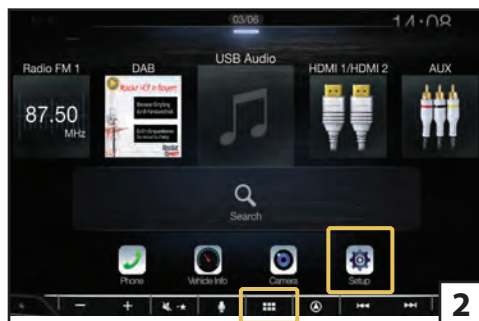 03/06
14:08
Radio FM 1
DAB
USB Audio
HDMI 1/HDMI 2
AUX
87.50
MHz
Search
Phone
Vehicle Info
Camera
Setup
2